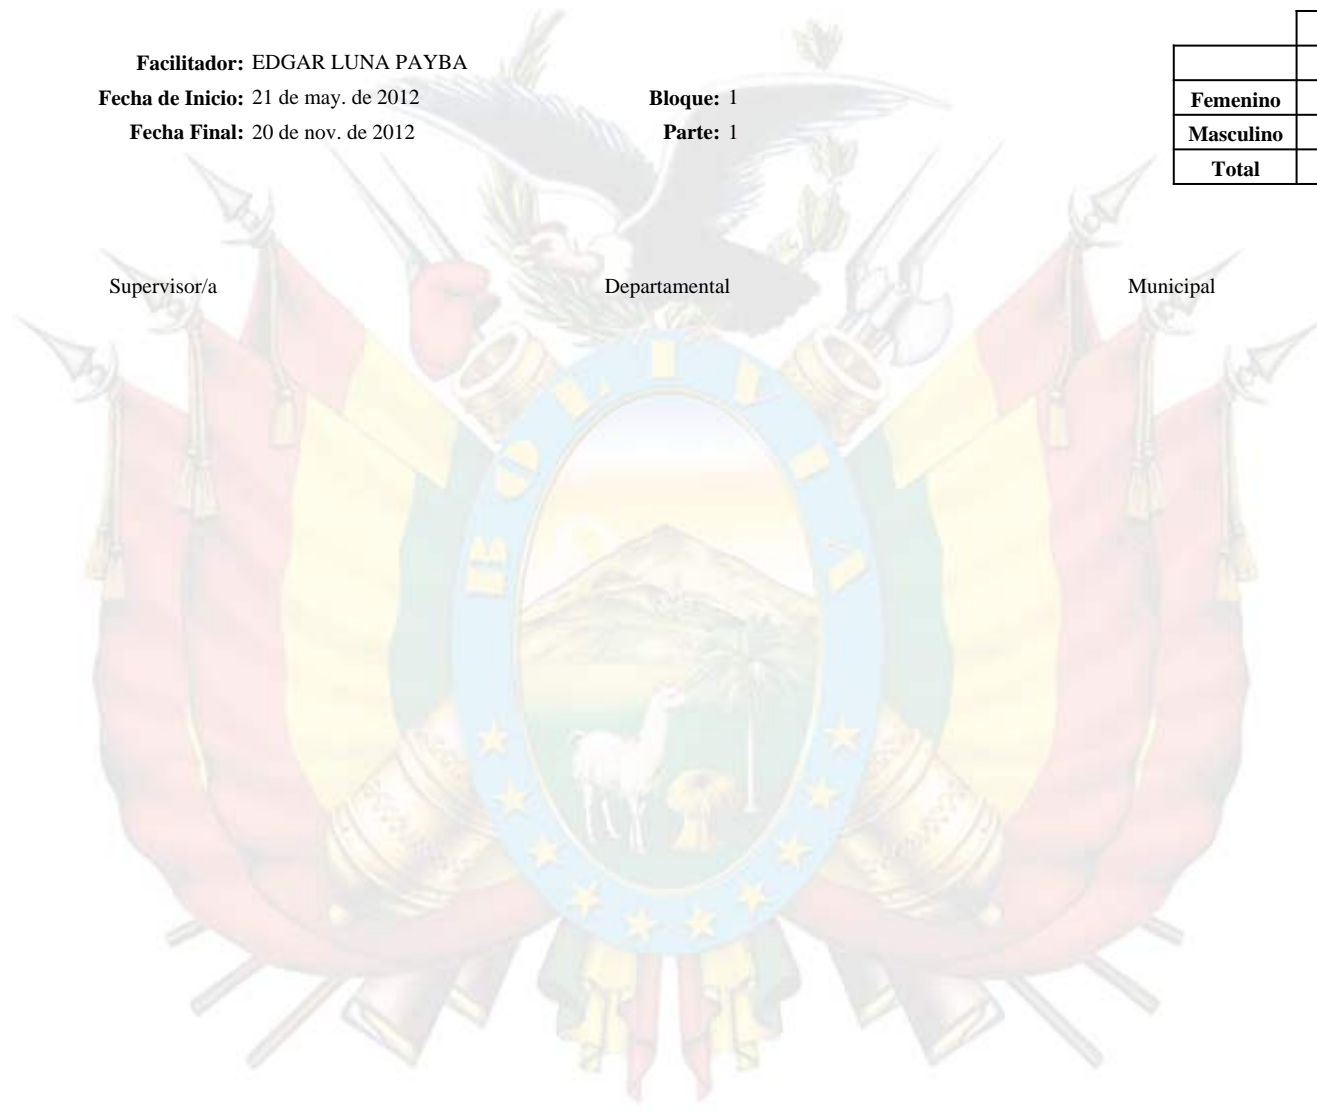 Facilitador: EDGAR LUNA PAYBA
Fecha de Inicio: 21 de may. de 2012 Bloque: 1
Fecha Final: 20 de nov. de 2012 Parte: 1
Femenino
Masculino
Total
Supervisor/a Departamental Municipal
BOLIVIA